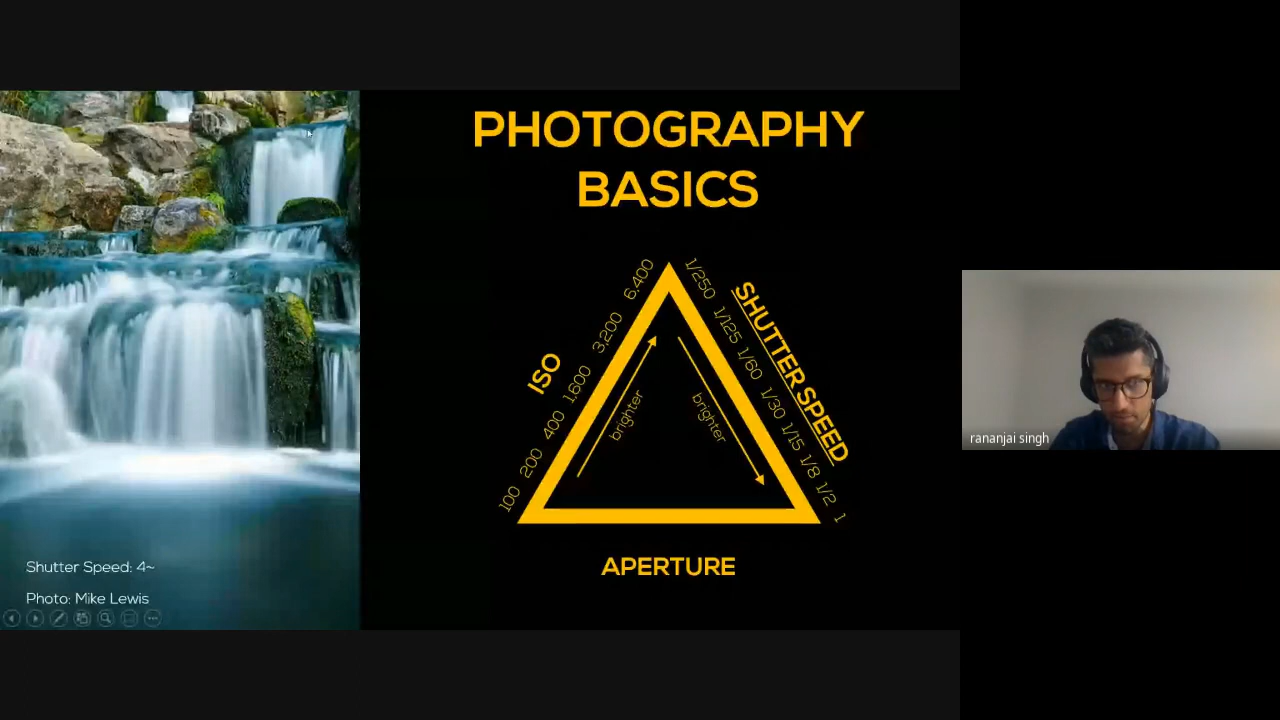 PHOTOGRAPHY
BASICS
ISO
100 200 400 1,600 3,200 6,400
brighter
1/250 1/125 1/60 1/30 1/15 1/8 1/2 1
SHUTTER SPEED
brighter
APERTURE
Shutter Speed: 4~
Photo: Mike Lewis
rananjai singh